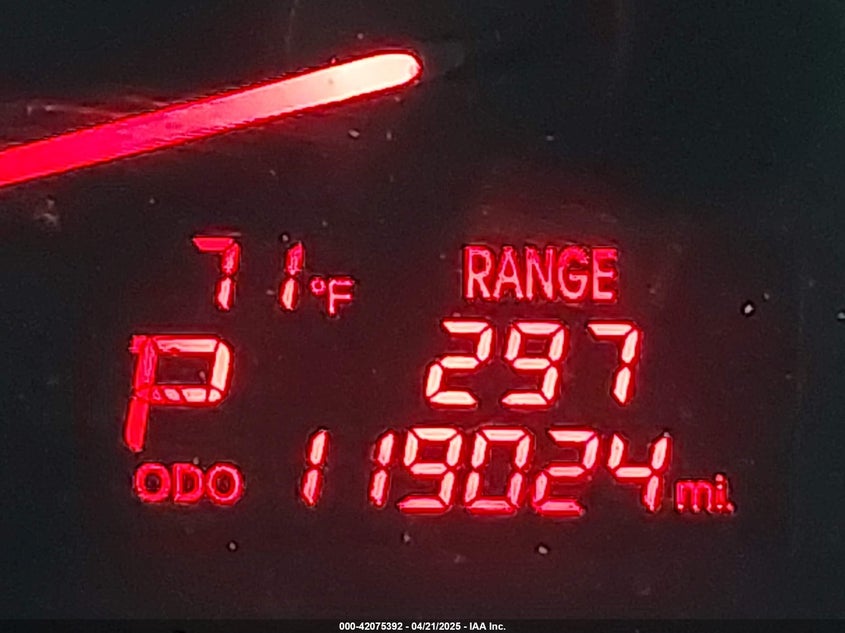 71°F
RANGE
P
297
ODO 119024 mi.
000-42075392 - 04/21/2025 - IAA Inc.